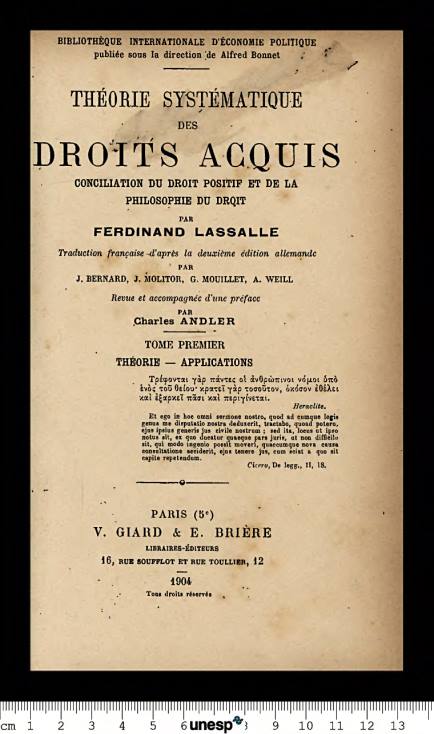 BIBLIOTHÈQUE INTERNATIONALE D'ÉCONOMIE POLITIQUE
publiée sous la direction de Alfred Bonnet
THÉORIE SYSTÉMATIQUE
DES
DROITS ACQUIS
CONCILIATION DU DROIT POSITIF ET DE LA
PHILOSOPHIE DU DROIT
PAR
FERDINAND LASSALLE
Traduction française d'après la deuxième édition allemande
PAR
J. BERNARD, J. MOLITOR, G. MOUILLET, A. WEILL
Revue et accompagnée d'une préface
PAR
Charles ANDLER
TOME PREMIER
THÉORIE — APPLICATIONS
Τρέφονται γὰρ πάντες οἱ ἀνθρώπινοι νόμοι ὑπὸ
ἑνὸς τοῦ θείου· κρατεῖ γὰρ τοσοῦτον, ὁκόσον ἐθέλει
καὶ ἐξαρκεῖ πᾶσι καὶ περιγίνεται.
Heraclite.
Et ego in hoc omni sermone nostro, quod ad cumque legis
genus me disputatio nostra deduxerit, tractabo, quoad potero,
ejus ipsius generis jus civile nostrum ; sed ita, locus ut ipse
notus sit, ex quo ducatur quaeque pars juris, ut non difficile
sit, qui modo ingenio possit moveri, quaecumque nova causa
consultatione acciderit, ejus tenere jus, cum sciat a quo sit
capite repetendum.
Cicero, De legg., II, 18.
PARIS (5e)
V. GIARD & E. BRIÈRE
LIBRAIRES-ÉDITEURS
16, RUE SOUFFLOT ET RUE TOULLIER, 12
1904
Tous droits réservés
cm 1 2 3 4 5 6 unesp 8 9 10 11 12 13